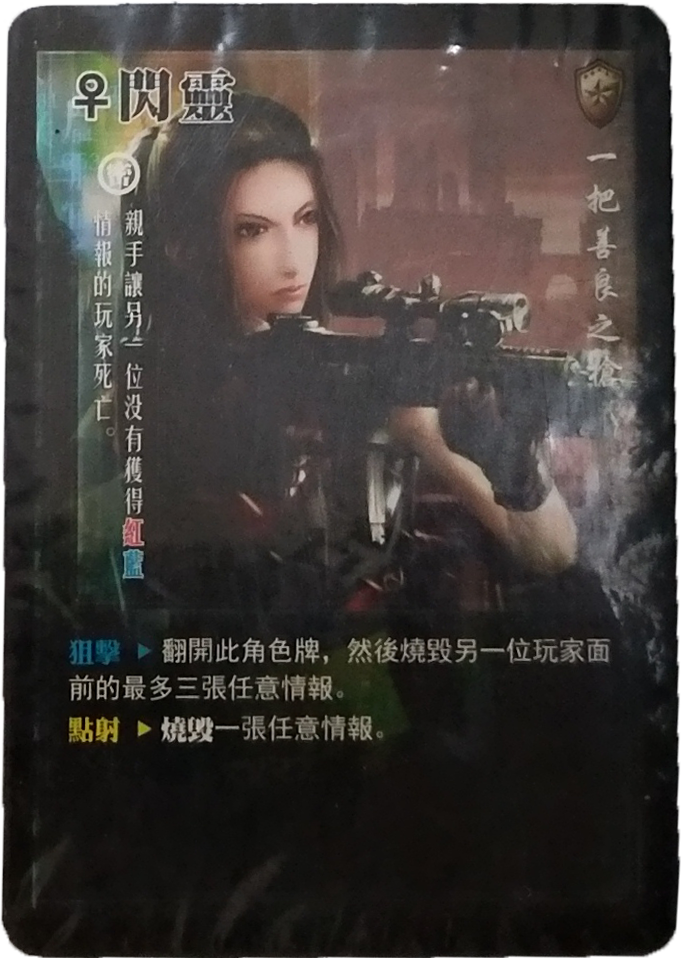 ♀閃靈
一把善良之槍
密
親手讓另一位没有獲得紅藍
情報的玩家死亡。
狙擊 ▶ 翻開此角色牌，然後燒毀另一位玩家面
前的最多三張任意情報。
點射 ▶ 燒毀一張任意情報。